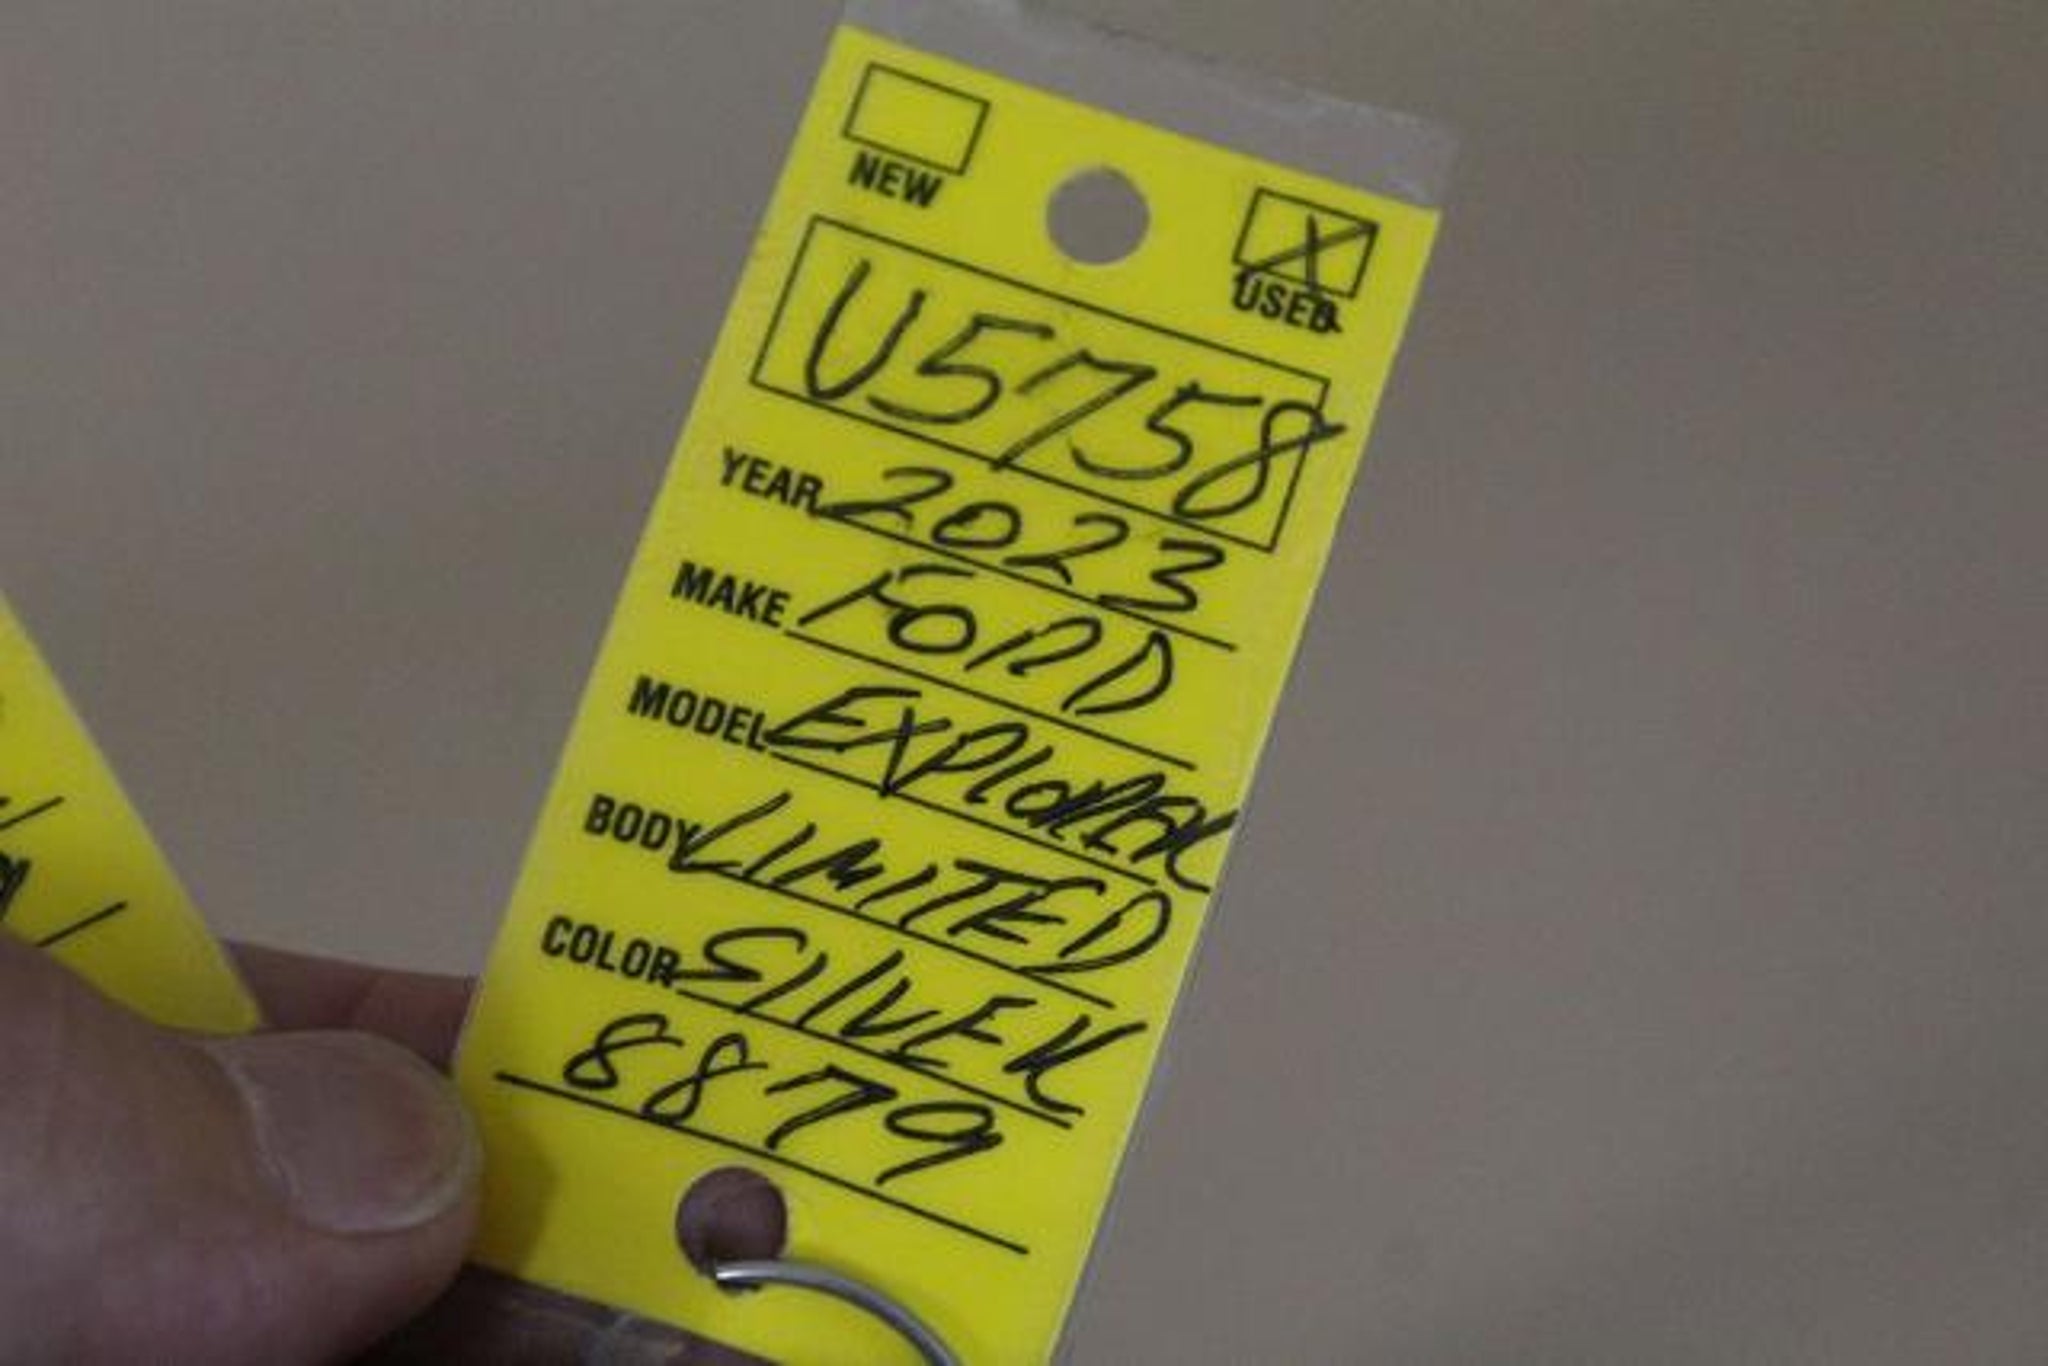 NEW
X
USED
U5758
YEAR 2023
MAKE FORD
MODEL EXPlORER
BODY LIMITED
COLOR SIlVER
8879